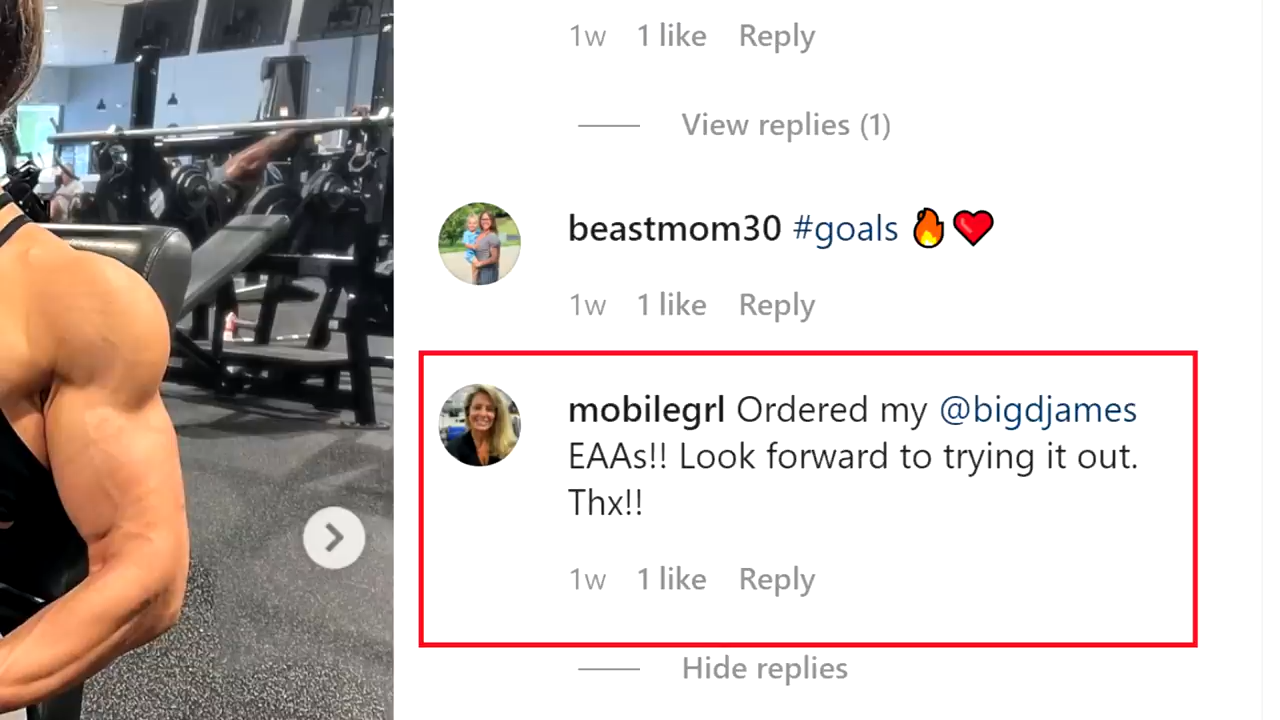 1w 1 like Reply
View replies (1)
beastmom30 #goals 🔥❤️
1w 1 like Reply
mobilegrl Ordered my @bigdjames
EAAs!! Look forward to trying it out.
Thx!!
1w 1 like Reply
Hide replies